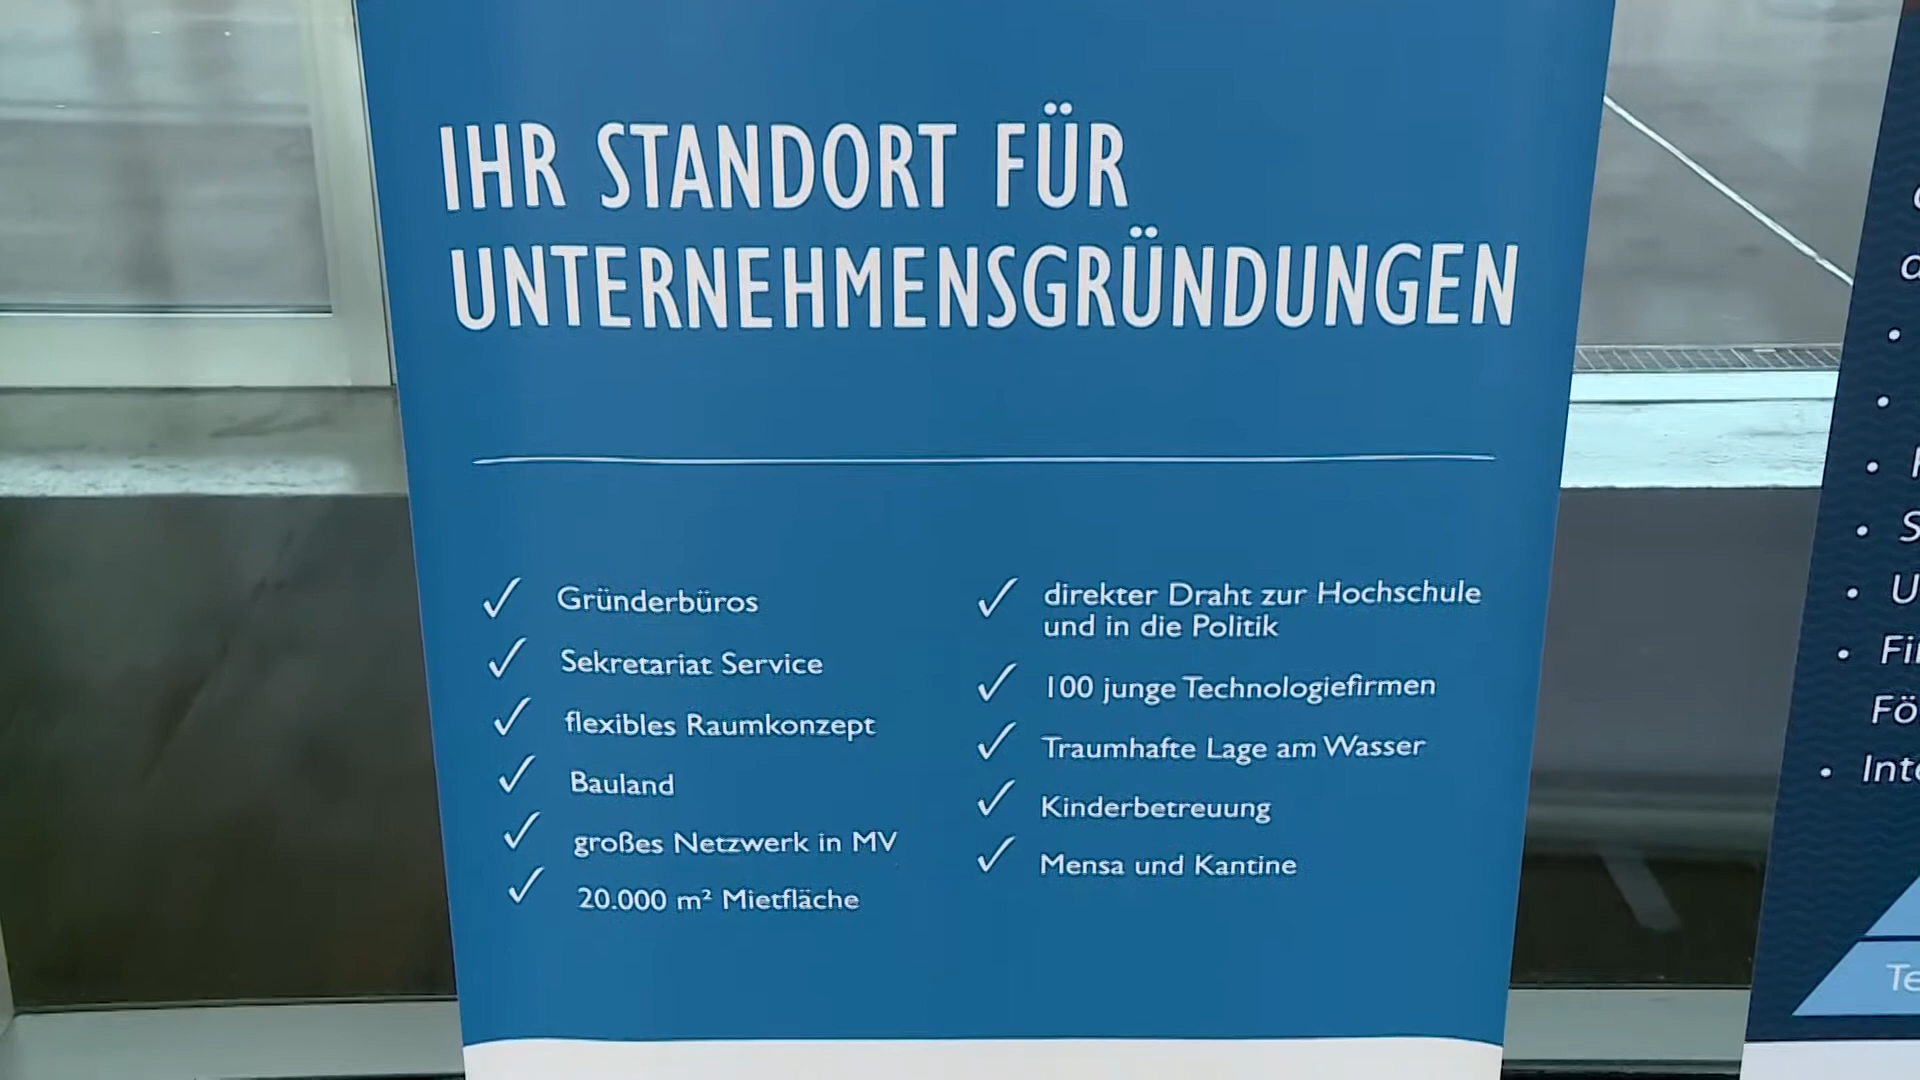 IHR STANDORT FÜR
UNTERNEHMENSGRÜNDUNGEN
✓ Gründerbüros
✓ Sekretariat Service
✓ flexibles Raumkonzept
✓ Bauland
✓ großes Netzwerk in MV
✓ 20.000 m² Mietfläche
✓ direkter Draht zur Hochschule
und in die Politik
✓ 100 junge Technologiefirmen
✓ Traumhafte Lage am Wasser
✓ Kinderbetreuung
✓ Mensa und Kantine